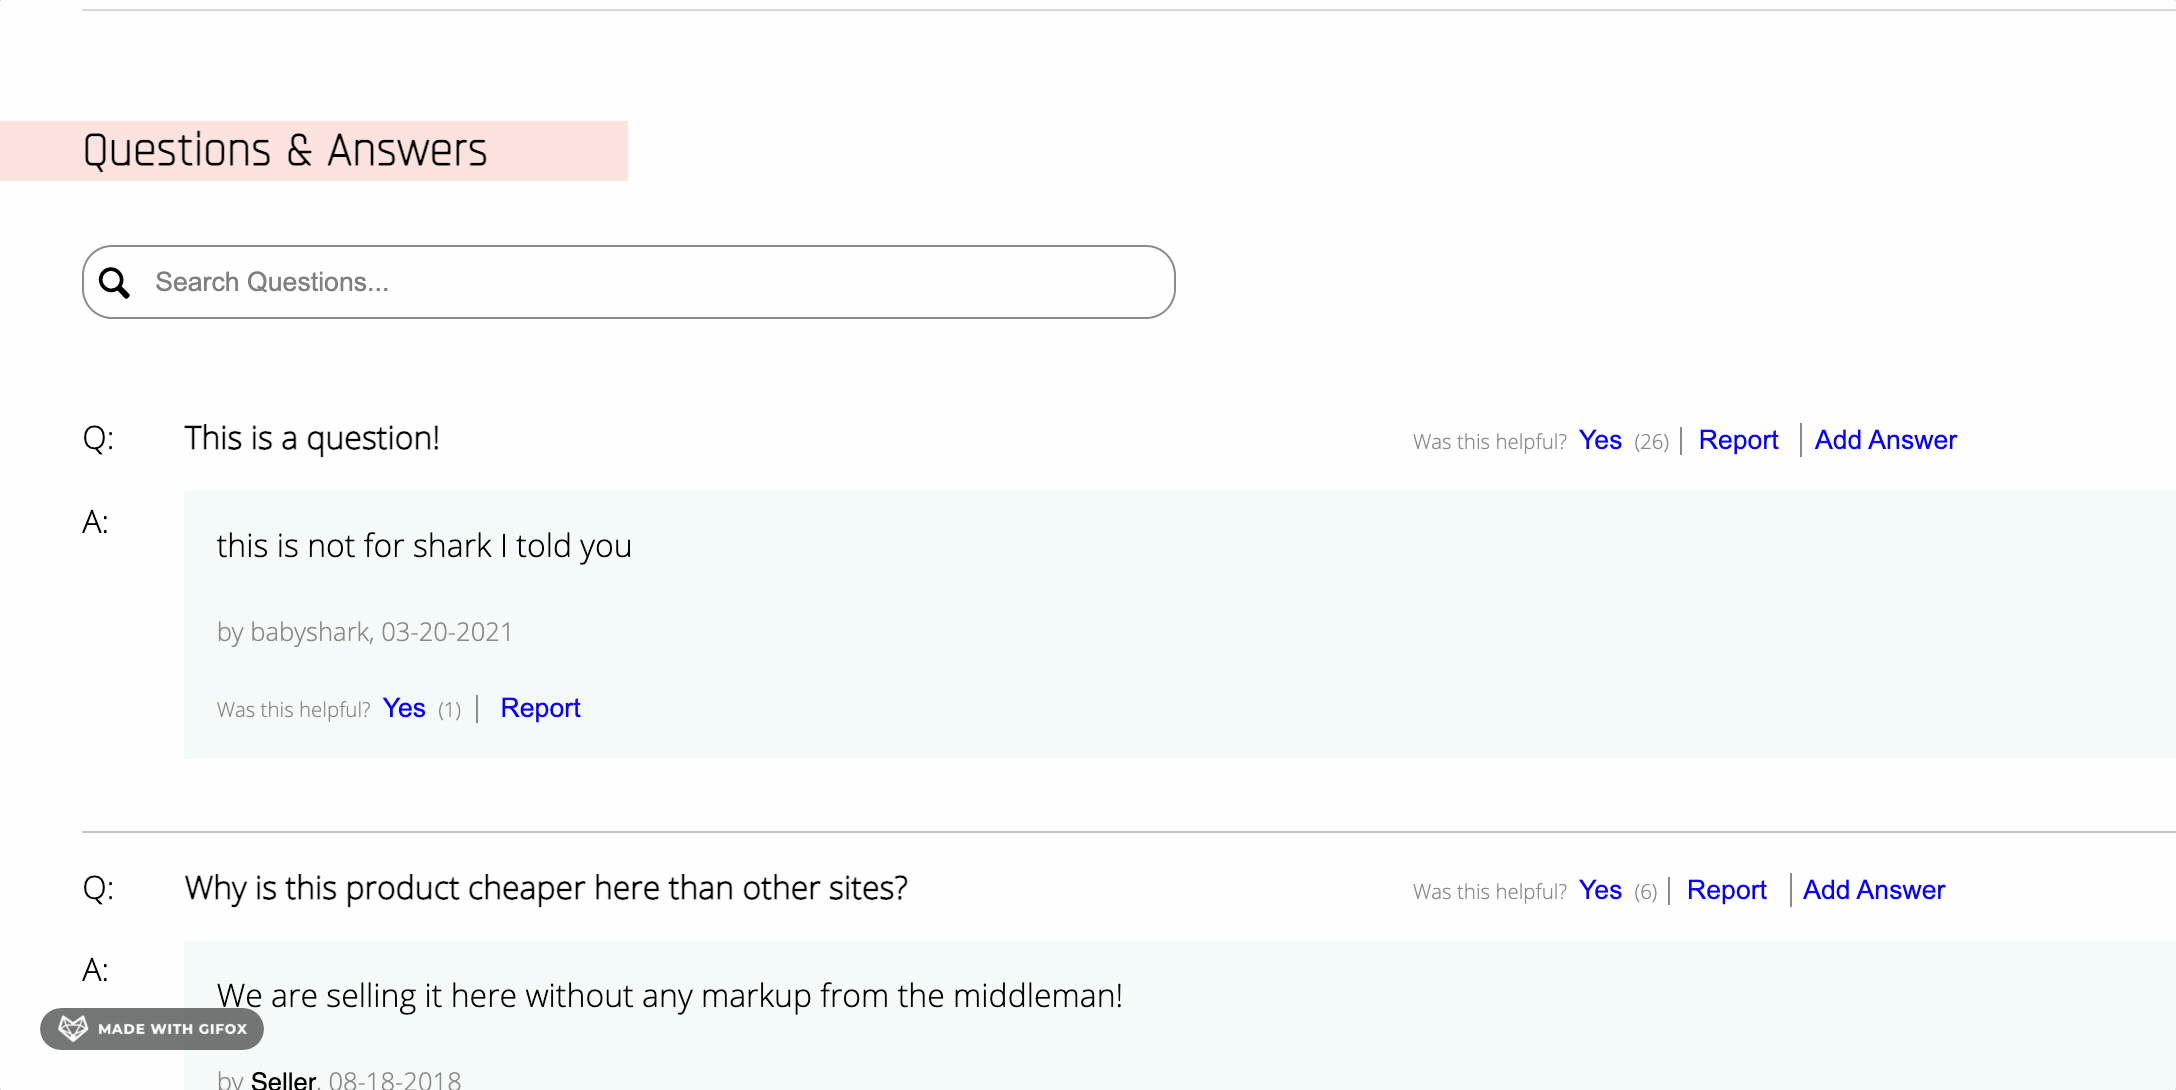 Questions & Answers
Search Questions...
Q: This is a question! Was this helpful? Yes (26) | Report | Add Answer
A: this is not for shark I told you
by babyshark, 03-20-2021
Was this helpful? Yes (1) | Report
Q: Why is this product cheaper here than other sites? Was this helpful? Yes (6) | Report | Add Answer
A: We are selling it here without any markup from the middleman!
MADE WITH GIFOX
by Seller, 08-18-2018